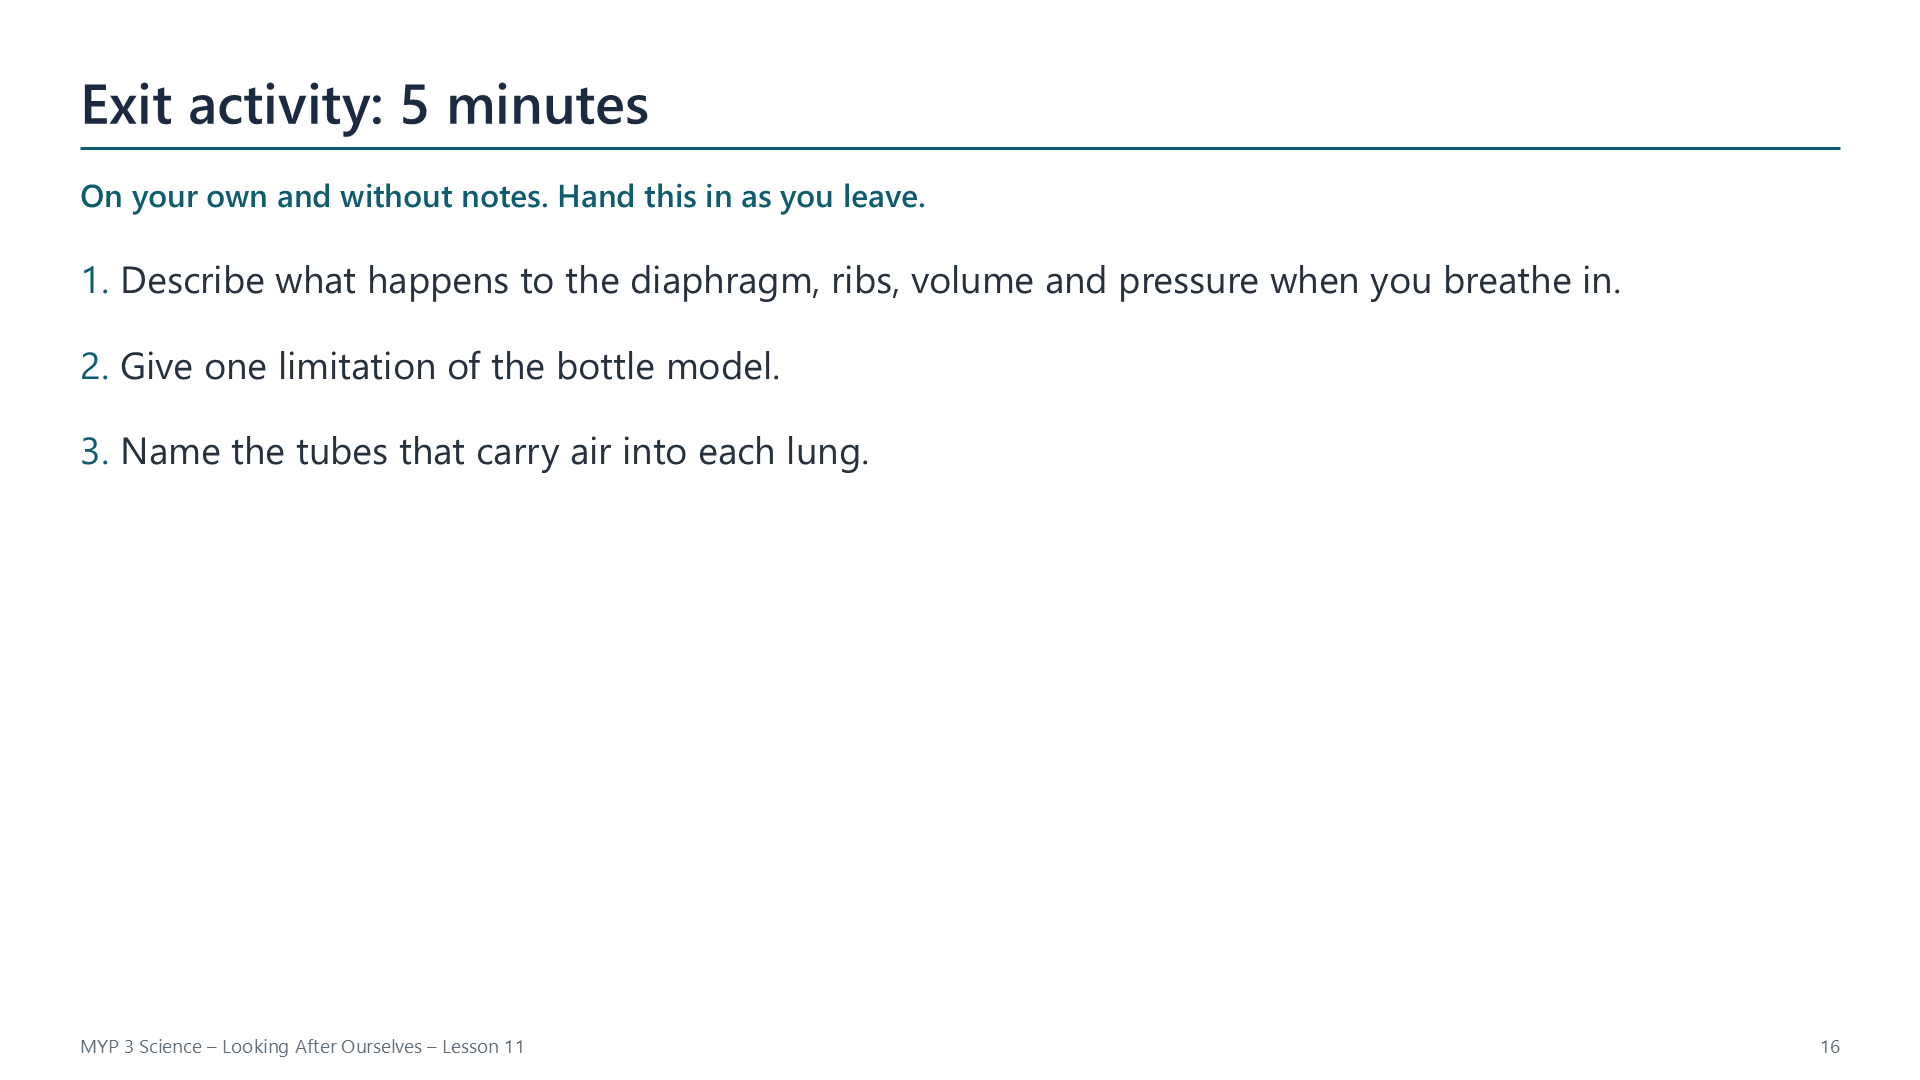 Exit activity: 5 minutes
On your own and without notes. Hand this in as you leave.
1. Describe what happens to the diaphragm, ribs, volume and pressure when you breathe in.
2. Give one limitation of the bottle model.
3. Name the tubes that carry air into each lung.
MYP 3 Science – Looking After Ourselves – Lesson 11
16